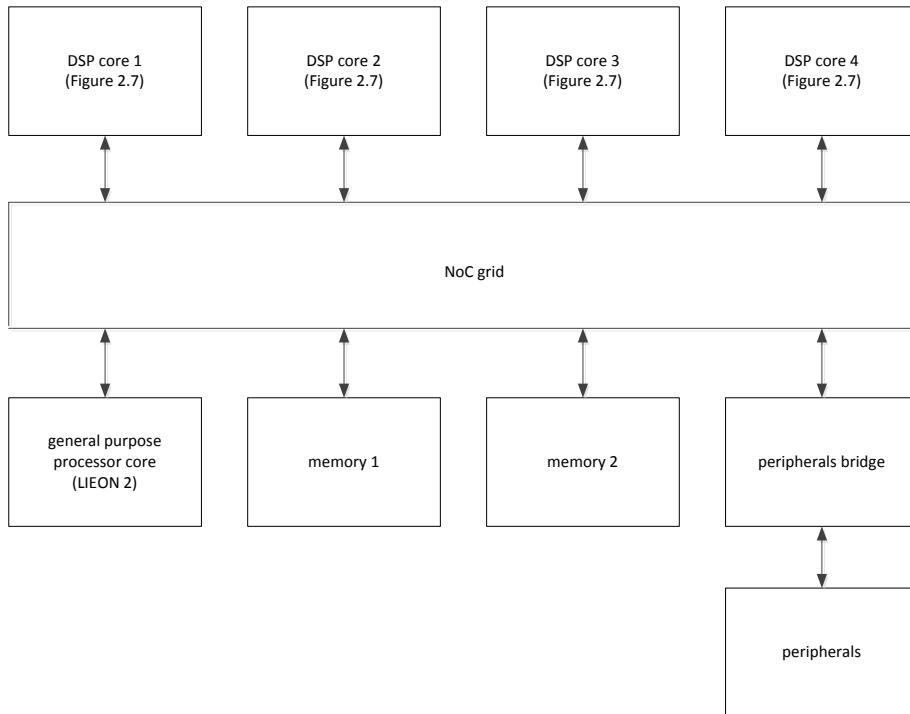 DSP core 1
(Figure 2.7)
DSP core 2
(Figure 2.7)
DSP core 3
(Figure 2.7)
DSP core 4
(Figure 2.7)
NoC grid
general purpose
processor core
(LIEON 2)
memory 1
memory 2
peripherals bridge
peripherals